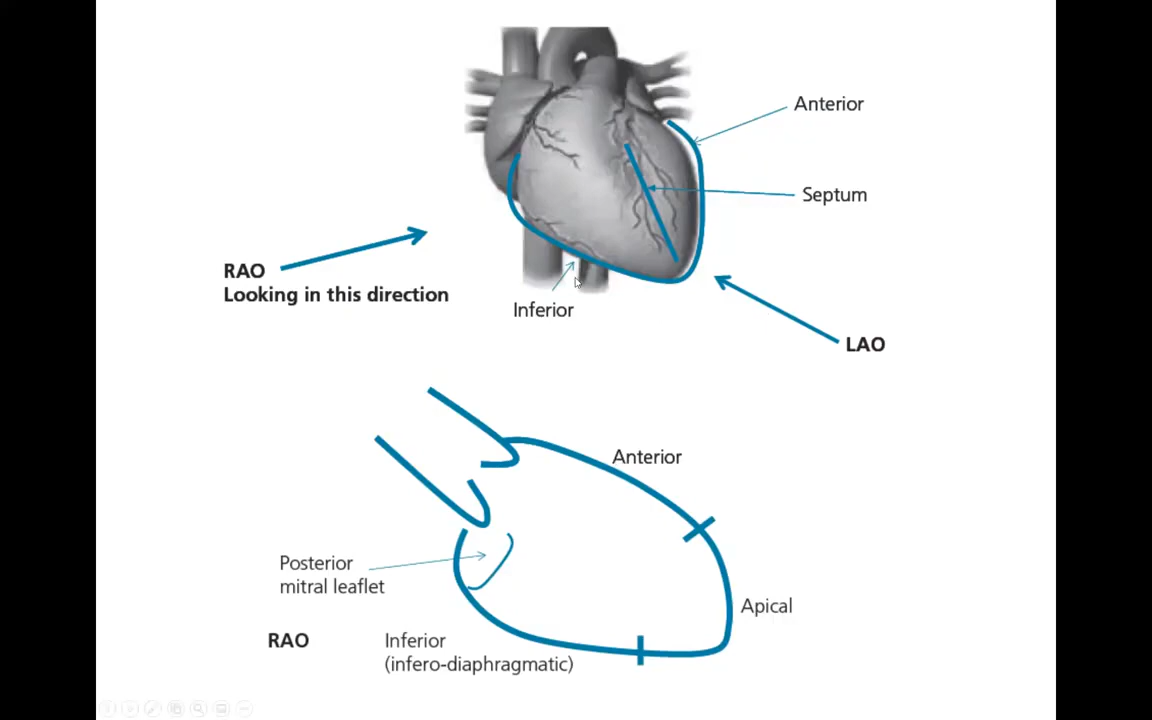 Anterior
Septum
RAO
Looking in this direction
Inferior
LAO
Anterior
Posterior
mitral leaflet
Apical
RAO
Inferior
(infero-diaphragmatic)